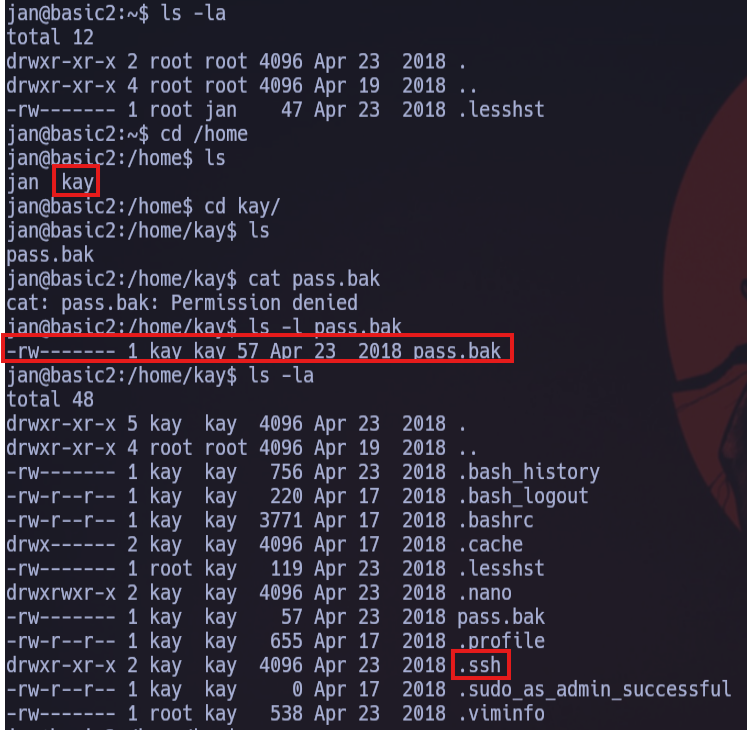 jan@basic2:~$ ls -la
total 12
drwxr-xr-x 2 root root 4096 Apr 23  2018 .
drwxr-xr-x 4 root root 4096 Apr 19  2018 ..
-rw------- 1 root jan    47 Apr 23  2018 .lesshst
jan@basic2:~$ cd /home
jan@basic2:/home$ ls
jan  kay
jan@basic2:/home$ cd kay/
jan@basic2:/home/kay$ ls
pass.bak
jan@basic2:/home/kay$ cat pass.bak
cat: pass.bak: Permission denied
jan@basic2:/home/kay$ ls -l pass.bak
-rw------- 1 kay kay 57 Apr 23  2018 pass.bak
jan@basic2:/home/kay$ ls -la
total 48
drwxr-xr-x 5 kay  kay  4096 Apr 23  2018 .
drwxr-xr-x 4 root root 4096 Apr 19  2018 ..
-rw------- 1 kay  kay   756 Apr 23  2018 .bash_history
-rw-r--r-- 1 kay  kay   220 Apr 17  2018 .bash_logout
-rw-r--r-- 1 kay  kay  3771 Apr 17  2018 .bashrc
drwx------ 2 kay  kay  4096 Apr 17  2018 .cache
-rw------- 1 root kay   119 Apr 23  2018 .lesshst
drwxrwxr-x 2 kay  kay  4096 Apr 23  2018 .nano
-rw------- 1 kay  kay    57 Apr 23  2018 pass.bak
-rw-r--r-- 1 kay  kay   655 Apr 17  2018 .profile
drwxr-xr-x 2 kay  kay  4096 Apr 23  2018 .ssh
-rw-r--r-- 1 kay  kay     0 Apr 17  2018 .sudo_as_admin_successful
-rw------- 1 root kay   538 Apr 23  2018 .viminfo